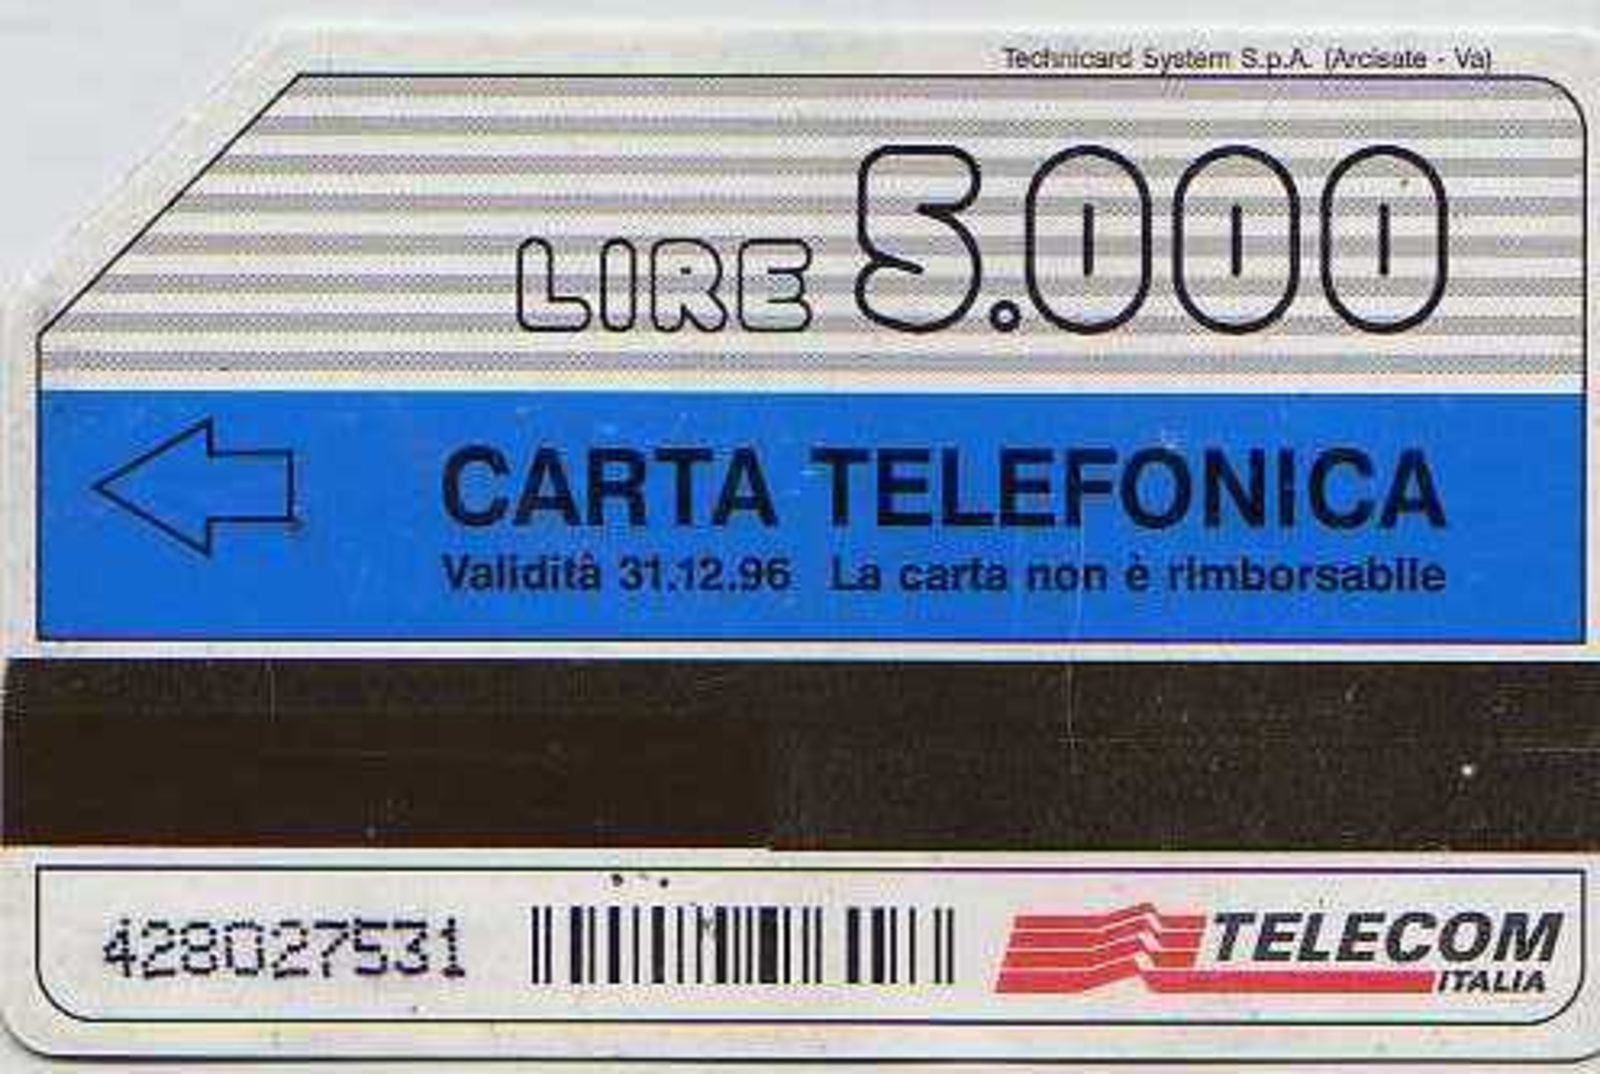 Technicard System S.p.A. (Arcisate - Va)
LIRE 5.000
CARTA TELEFONICA
Validità 31.12.96 La carta non è rimborsabile
428027531
TELECOM
ITALIA